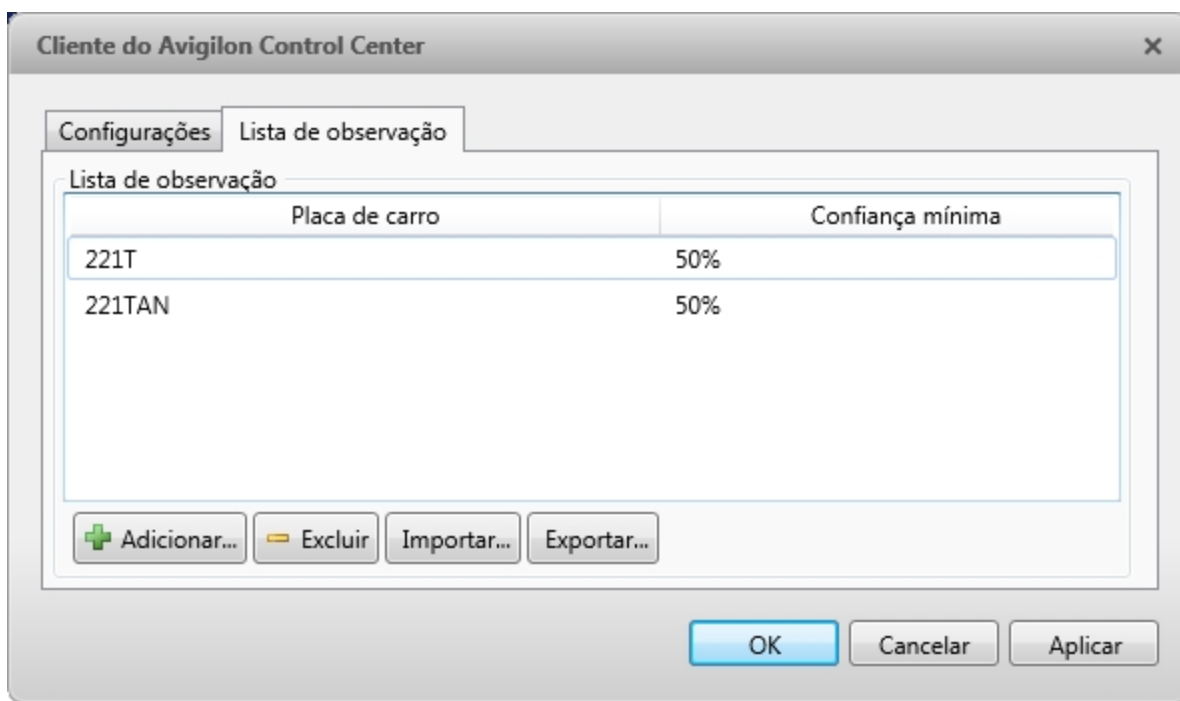 Cliente do Avigilon Control Center
Configurações Lista de observação
Lista de observação
Placa de carro Confiança mínima
221T 50%
221TAN 50%
Adicionar... Excluir Importar... Exportar...
OK Cancelar Aplicar